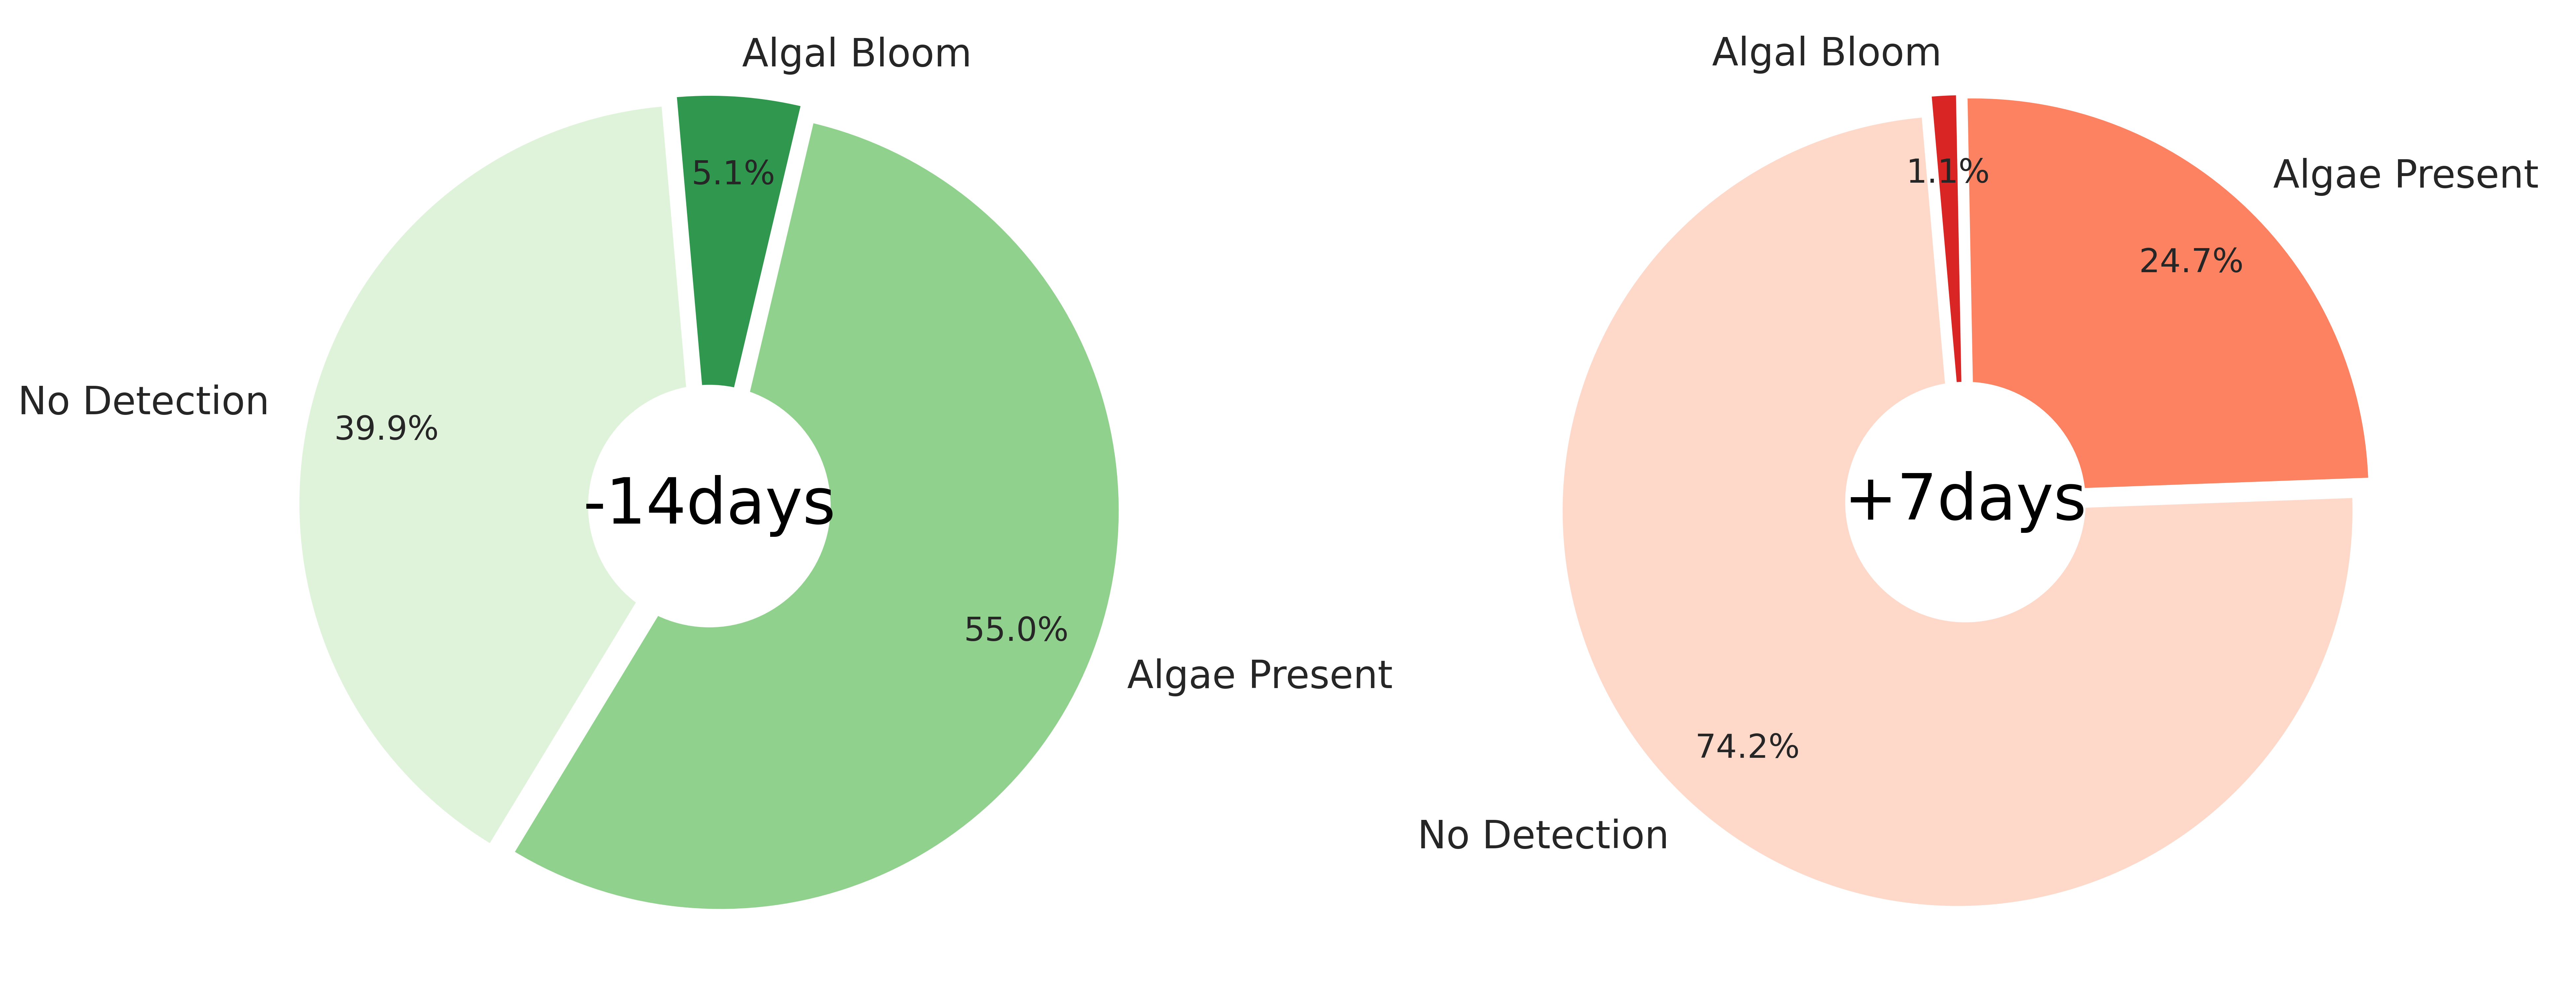 Algal Bloom
5.1%
No Detection
39.9%
-14days
55.0%
Algae Present
Algal Bloom
1.1%
Algae Present
24.7%
+7days
74.2%
No Detection